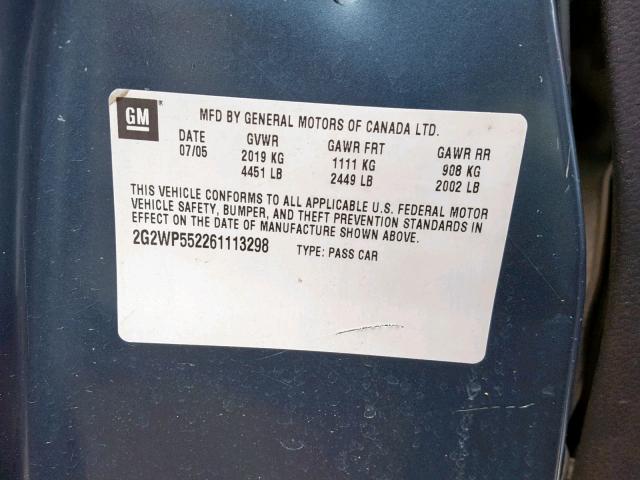 GM
MFD BY GENERAL MOTORS OF CANADA LTD.
DATE GVWR GAWR FRT GAWR RR
07/05 2019 KG 1111 KG 908 KG
4451 LB 2449 LB 2002 LB
THIS VEHICLE CONFORMS TO ALL APPLICABLE U.S. FEDERAL MOTOR
VEHICLE SAFETY, BUMPER, AND THEFT PREVENTION STANDARDS IN
EFFECT ON THE DATE OF MANUFACTURE SHOWN ABOVE.
2G2WP552261113298 TYPE: PASS CAR